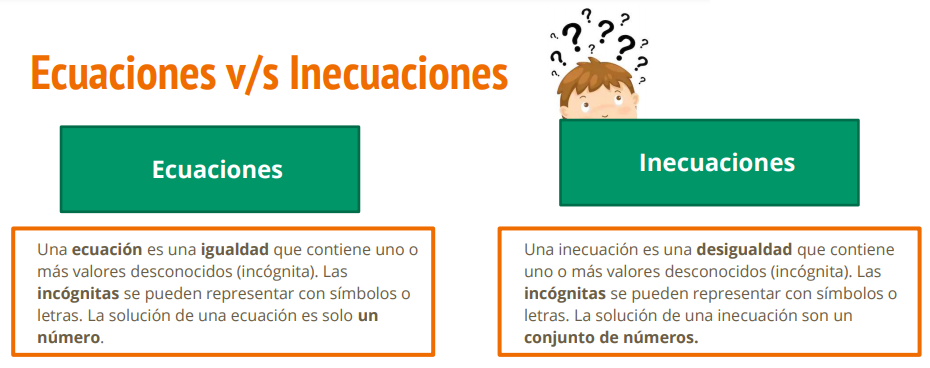 Ecuaciones v/s Inecuaciones
? ? ? ? ? ? ? ? ? ?
Ecuaciones
Una ecuación es una igualdad que contiene uno o
más valores desconocidos (incógnita). Las
incógnitas se pueden representar con símbolos o
letras. La solución de una ecuación es solo un
número.
Inecuaciones
Una inecuación es una desigualdad que contiene
uno o más valores desconocidos (incógnita). Las
incógnitas se pueden representar con símbolos o
letras. La solución de una inecuación son un
conjunto de números.